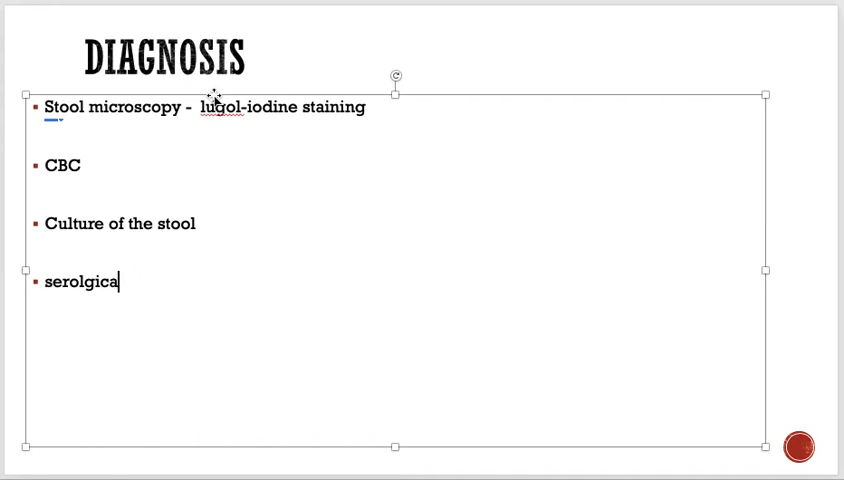 DIAGNOSIS
Stool microscopy - lugol-iodine staining
CBC
Culture of the stool
serolgica